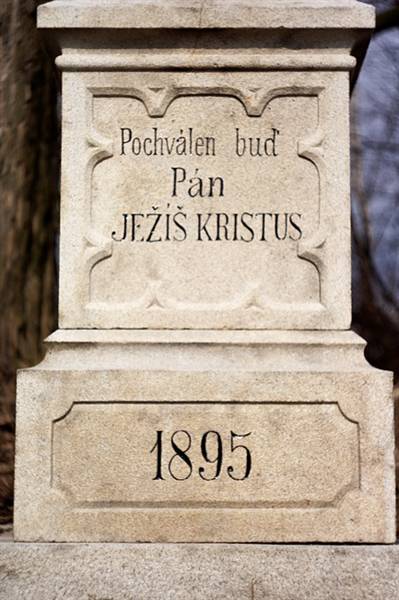 Pochválen buď
Pán
JEŽÍŠ KRISTUS
1895